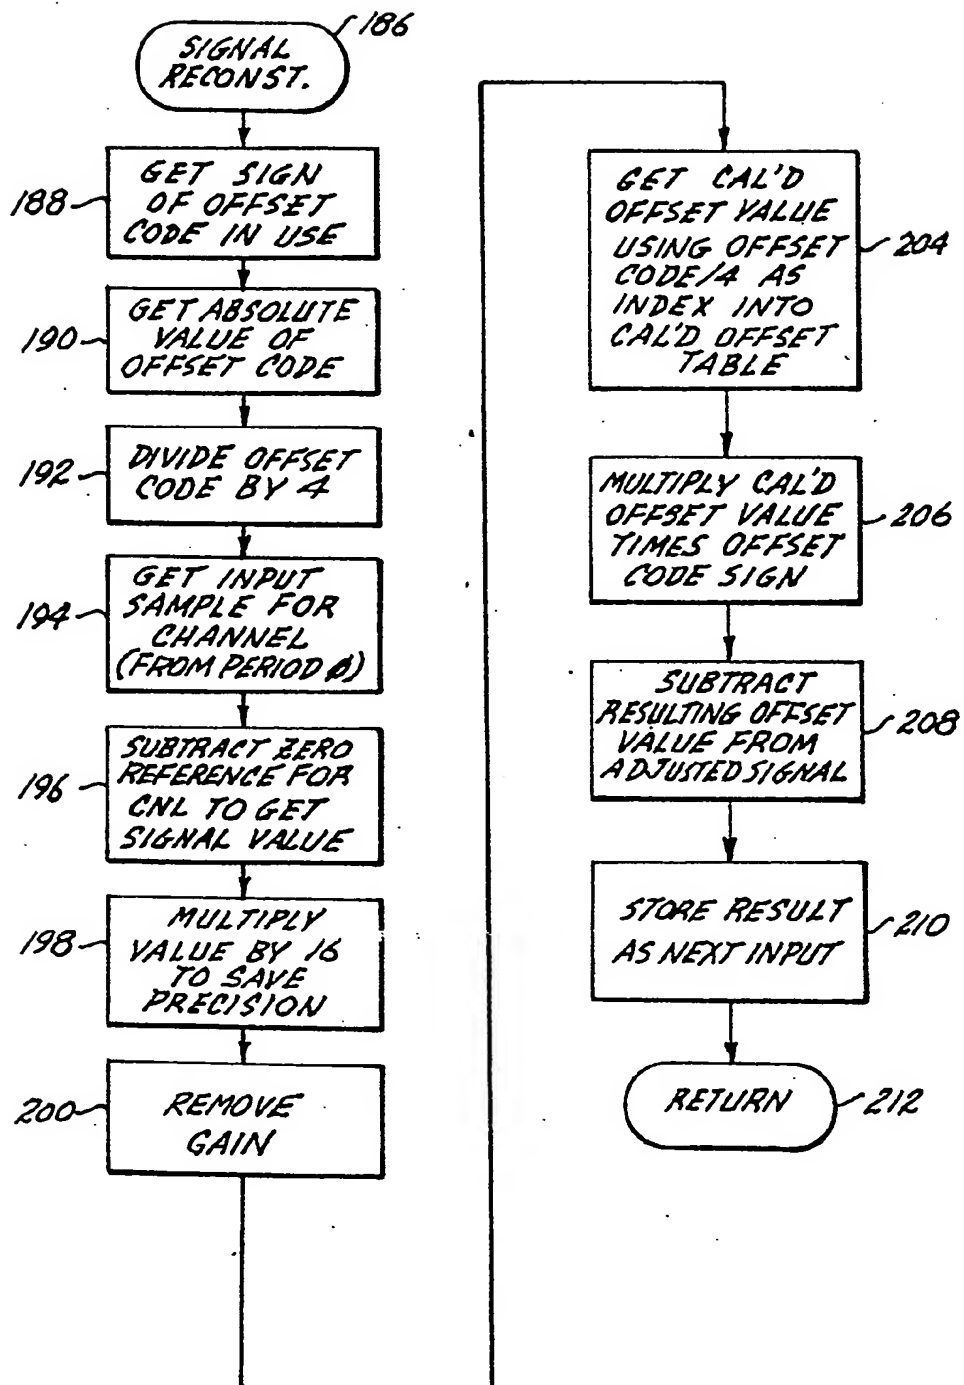 186
SIGNAL
RECONST.
188
GET SIGN
OF OFFSET
CODE IN USE
190
GET ABSOLUTE
VALUE OF
OFFSET CODE
192
DIVIDE OFFSET
CODE BY 4
194
GET INPUT
SAMPLE FOR
CHANNEL
(FROM PERIOD 0)
196
SUBTRACT ZERO
REFERENCE FOR
CNL TO GET
SIGNAL VALUE
198
MULTIPLY
VALUE BY 16
TO SAVE
PRECISION
200
REMOVE
GAIN
GET CAL'D
OFFSET VALUE
USING OFFSET
CODE/4 AS
INDEX INTO
CAL'D OFFSET
TABLE
204
MULTIPLY CAL'D
OFFSET VALUE
TIMES OFFSET
CODE SIGN
206
SUBTRACT
RESULTING OFFSET
VALUE FROM
ADJUSTED SIGNAL
208
STORE RESULT
AS NEXT INPUT
210
RETURN
212